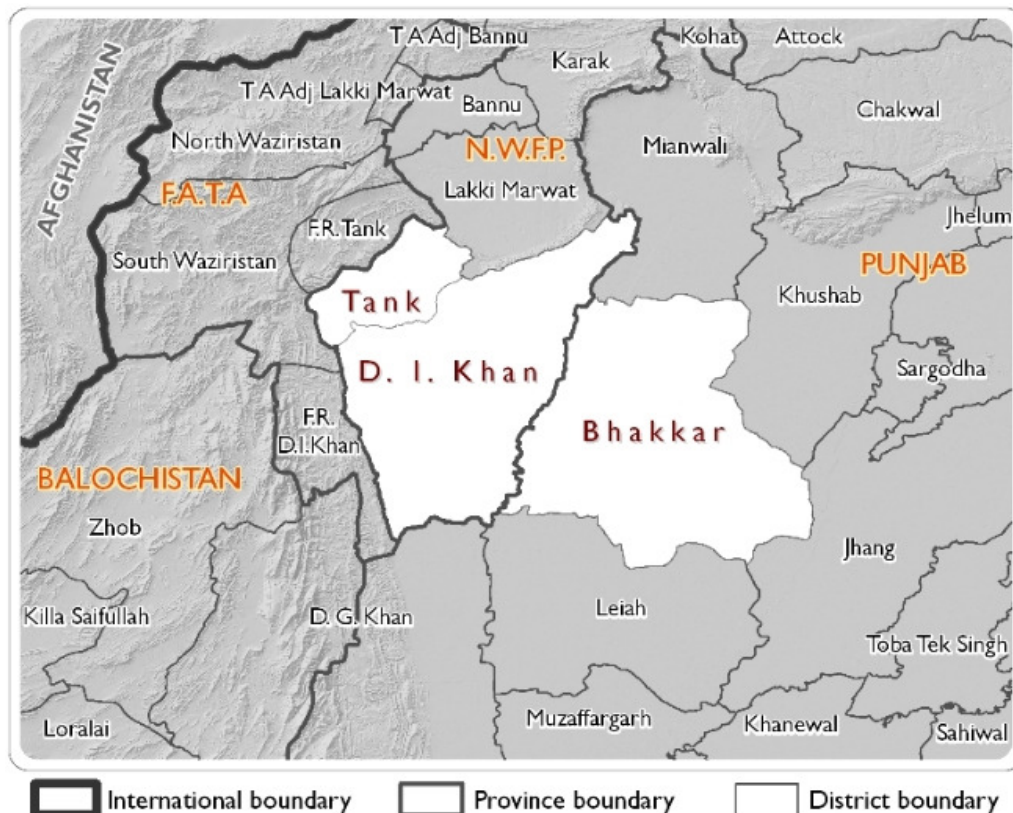 T A Adj Bannu
Kohat
Attock
Karak
T A Adj Lakki Marwat
Bannu
Chakwal
AFGHANISTAN
North Waziristan
N.W.F.P.
Mianwali
F.A.T.A
Lakki Marwat
F.R.Tank
Jhelum
South Waziristan
PUNJAB
Tank
Khushab
D. I. Khan
Sargodha
F.R.
D.I.Khan
Bhakkar
BALOCHISTAN
Zhob
Jhang
Killa Saifullah
D. G. Khan
Leiah
Toba Tek Singh
Loralai
Muzaffargarh
Khanewal
Sahiwal
International boundary
Province boundary
District boundary